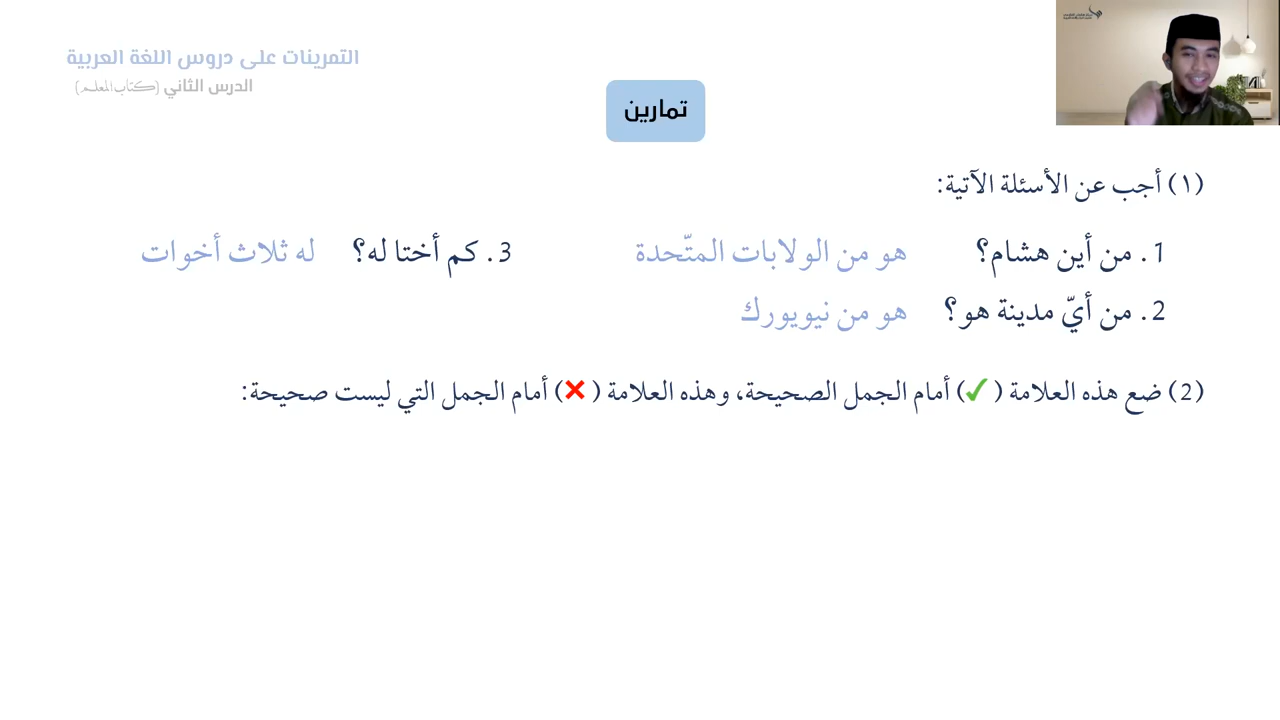 التمرينات على دروس اللغة العربية
الدرس الثاني (كتاب المعلم)
تمارين
(١) أجب عن الأسئلة الآتية:
1. من أين هشام؟ هو من الولابات المتّحدة
3. كم أختا له؟ له ثلاث أخوات
2. من أيّ مدينة هو؟ هو من نيويورك
(2) ضع هذه العلامة (✓) أمام الجمل الصحيحة، وهذه العلامة (✗) أمام الجمل التي ليست صحيحة: